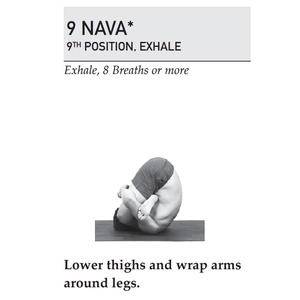 9 NAVA*
9TH POSITION, EXHALE
Exhale, 8 Breaths or more
Lower thighs and wrap arms
around legs.